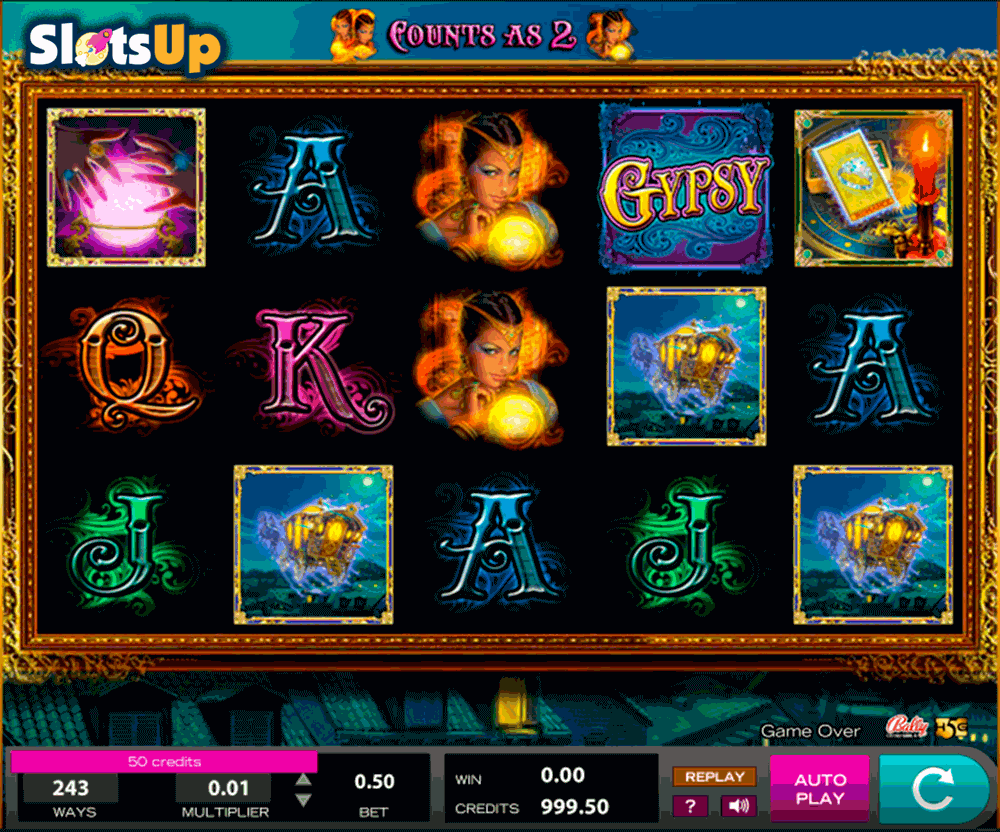 SlotsUp
COUNTS AS 2
A
GYPSY
Q
K
A
J
A
J
Game Over
Bally
50 credits
243
WAYS
0.01
MULTIPLIER
0.50
BET
WIN
0.00
CREDITS
999.50
REPLAY
?
AUTO
PLAY